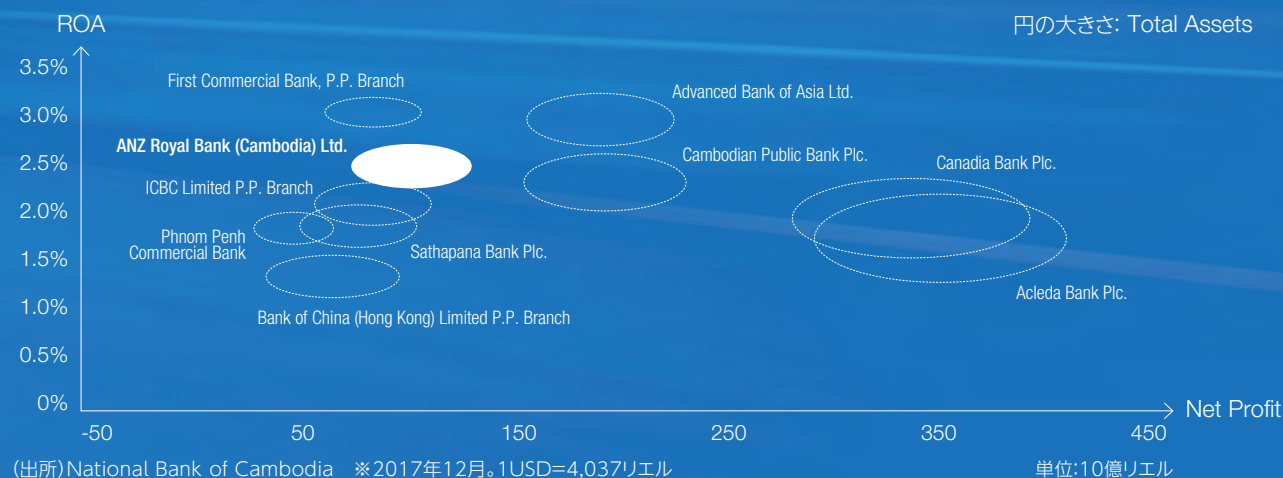 ROA
円の大きさ: Total Assets
3.5%
First Commercial Bank, P.P. Branch
Advanced Bank of Asia Ltd.
3.0%
ANZ Royal Bank (Cambodia) Ltd.
Cambodian Public Bank Plc.
Canadia Bank Plc.
2.5%
ICBC Limited P.P. Branch
2.0%
Phnom Penh
Commercial Bank
Sathapana Bank Plc.
1.5%
Acleda Bank Plc.
1.0%
Bank of China (Hong Kong) Limited P.P. Branch
0.5%
0%
Net Profit
-50 50 150 250 350 450
(出所)National Bank of Cambodia ※2017年12月。1USD=4,037リエル
単位:10億リエル